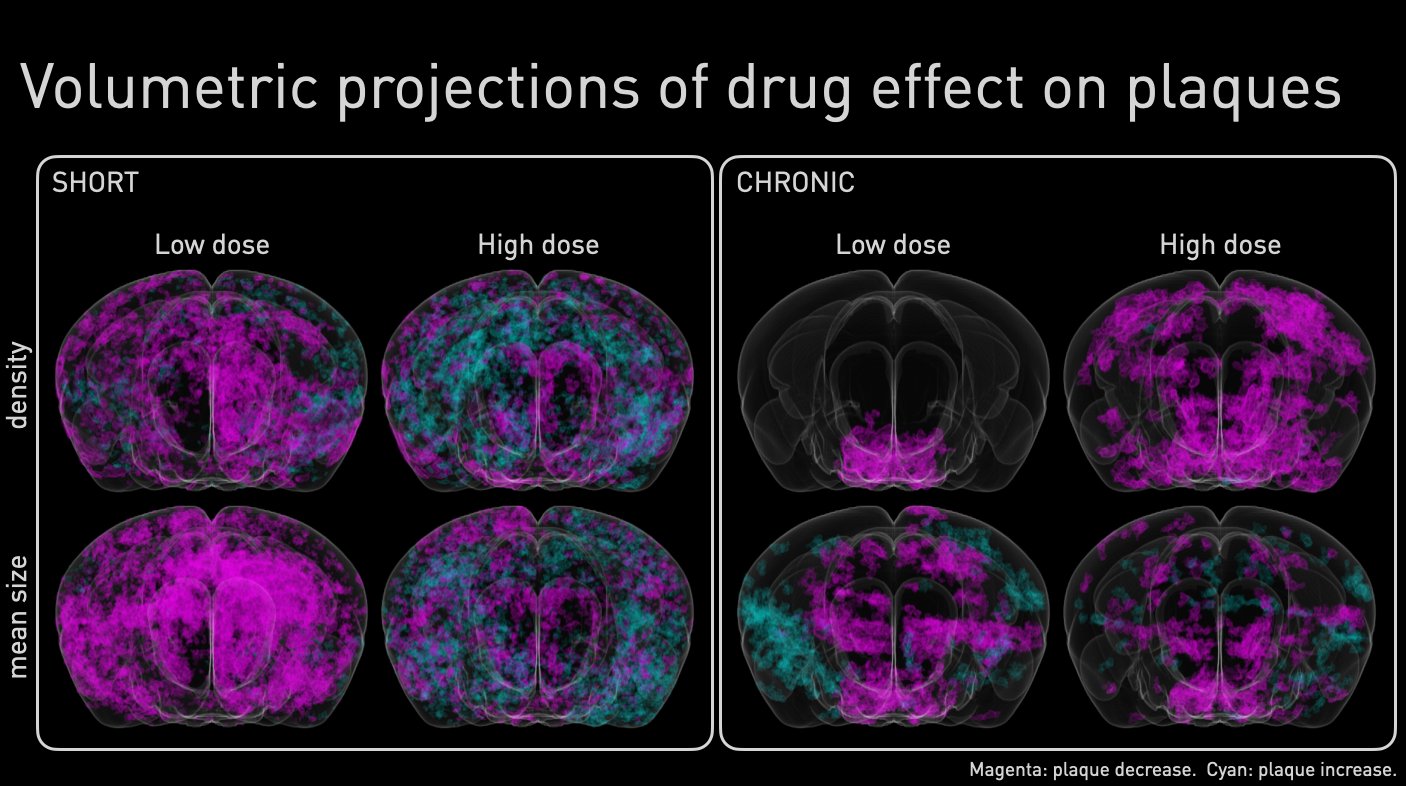 Volumetric projections of drug effect on plaques
SHORT
Low dose
High dose
density
mean size
CHRONIC
Low dose
High dose
Magenta: plaque decrease.  Cyan: plaque increase.